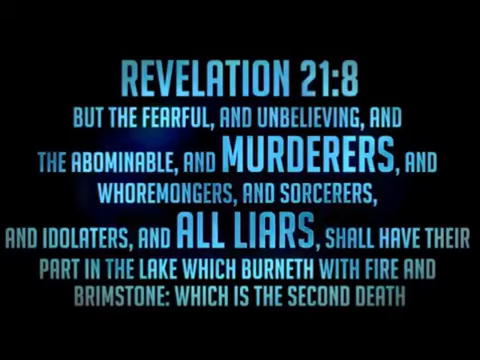 REVELATION 21:8
BUT THE FEARFUL, AND UNBELIEVING, AND
THE ABOMINABLE, AND MURDERERS, AND
WHOREMONGERS, AND SORCERERS,
AND IDOLATERS, AND ALL LIARS, SHALL HAVE THEIR
PART IN THE LAKE WHICH BURNETH WITH FIRE AND
BRIMSTONE: WHICH IS THE SECOND DEATH